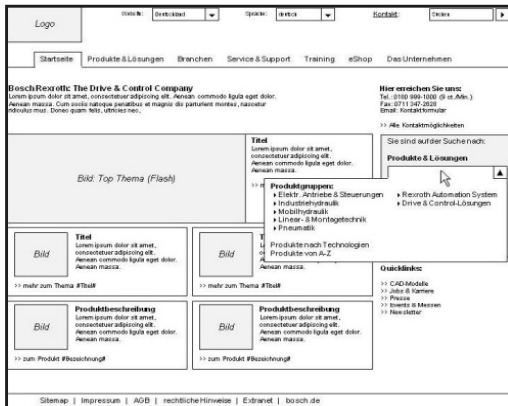 Logo
Website:
Deutschland
Sprache:
deutsch
Kontakt:
Startseite
Produkte & Lösungen
Branchen
Service & Support
Training
eShop
Das Unternehmen
Bosch Rexroth: The Drive & Control Company
Lorem ipsum dolor sit amet, consectetuer adipiscing elit. Aenean commodo ligula eget dolor.
Aenean massa. Cum sociis natoque penatibus et magnis dis parturient montes, nascetur
ridiculus mus. Donec quam felis, ultricies nec,
Hier erreichen Sie uns:
Fax: 0711 347-2628
Email: Kontaktformular
>> Alle Kontaktmöglichkeiten
Bild: Top Thema (Flash)
Titel
Lorem ipsum dolor sit amet,
consectetuer adipiscing elit.
Aenean commodo ligula eget
dolor. Aenean massa.
Sie sind auf der Suche nach:
Produkte & Lösungen
Produktgruppen:
Elektr. Antriebe & Steuerungen
Industriehydraulik
Mobilhydraulik
Linear- & Montagetechnik
Pneumatik
Rexroth Automation System
Drive & Control-Lösungen
Produkte nach Technologien
Produkte von A-Z
Bild
Titel
Lorem ipsum dolor sit amet,
consectetuer adipiscing elit.
Aenean commodo ligula eget dolor.
Aenean massa.
>> mehr zum Thema #Titel#
Bild
Aenean commodo ligula eget dolor.
Aenean massa.
>> mehr zum Thema #Titel#
Quicklinks:
>> CAD-Modelle
>> Jobs & Karriere
>> Presse
>> Events & Messen
>> Newsletter
Bild
Produktbeschreibung
Lorem ipsum dolor sit amet,
consectetuer adipiscing elit.
Aenean commodo ligula eget dolor.
Aenean massa.
>> zum Produkt #Bezeichnung#
Bild
Produktbeschreibung
Lorem ipsum dolor sit amet,
consectetuer adipiscing elit.
Aenean commodo ligula eget dolor.
Aenean massa.
>> zum Produkt #Bezeichnung#
Sitemap | Impressum | AGB | rechtliche Hinweise | Extranet | bosch.de